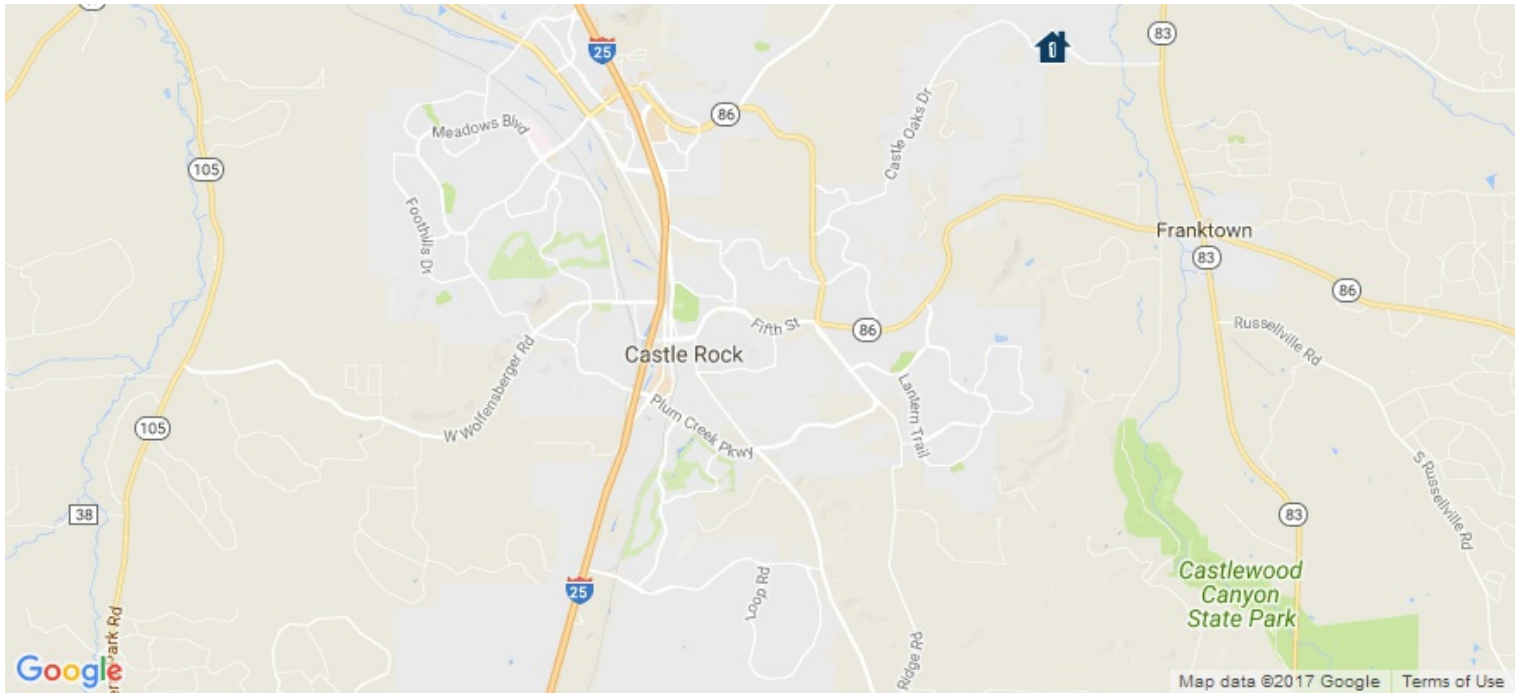 25
83
1
86
Castle Oaks Dr
Meadows Blvd
105
Foothills Dr
Franktown
83
86
Fifth St
86
Russellville Rd
Castle Rock
W Wolfensberger Rd
Lantern Trail
Plum Creek Pkwy
105
S Russellville Rd
38
83
Castlewood
Canyon
State Park
25
Loop Rd
Park Rd
Ridge Rd
Google
Map data ©2017 Google
Terms of Use